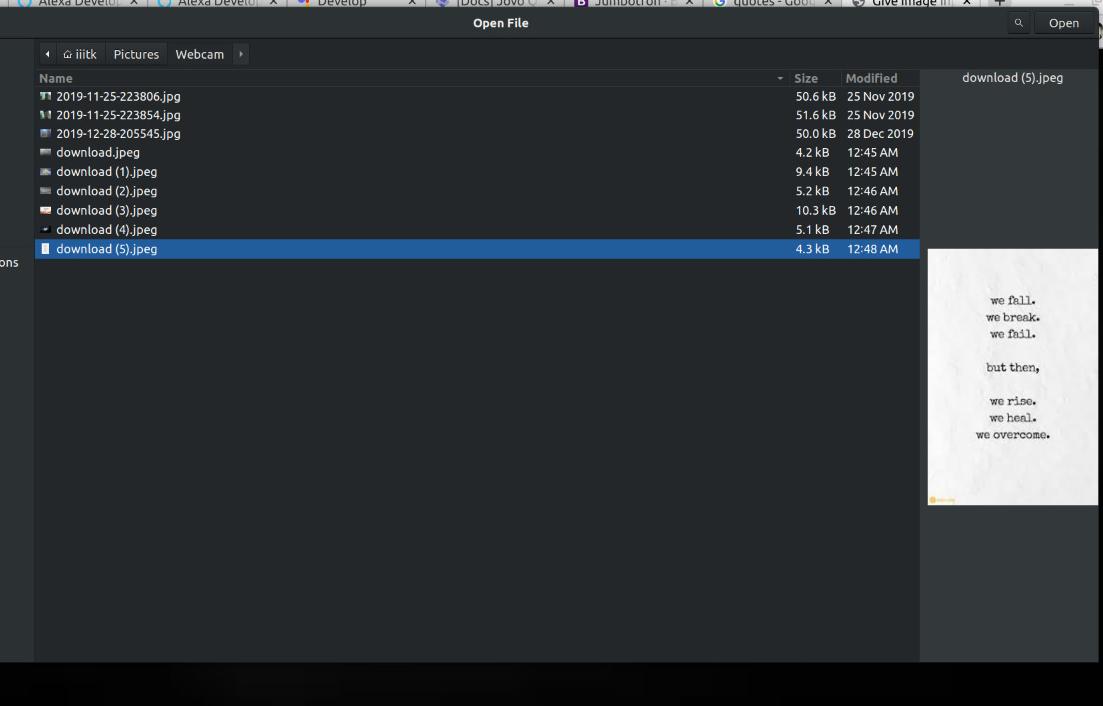 Alexa Develo
Alexa Develo
Develop
[Docs] Jovo Q
Jumbotron · B
quotes - Goo
Give image in
Open File
Open
iiitk
Pictures
Webcam
Name Size Modified
2019-11-25-223806.jpg 50.6 kB 25 Nov 2019
2019-11-25-223854.jpg 51.6 kB 25 Nov 2019
2019-12-28-205545.jpg 50.0 kB 28 Dec 2019
download.jpeg 4.2 kB 12:45 AM
download (1).jpeg 9.4 kB 12:45 AM
download (2).jpeg 5.2 kB 12:46 AM
download (3).jpeg 10.3 kB 12:46 AM
download (4).jpeg 5.1 kB 12:47 AM
download (5).jpeg 4.3 kB 12:48 AM
ons
download (5).jpeg
we fall.
we break.
we fail.
but then,
we rise.
we heal.
we overcome.